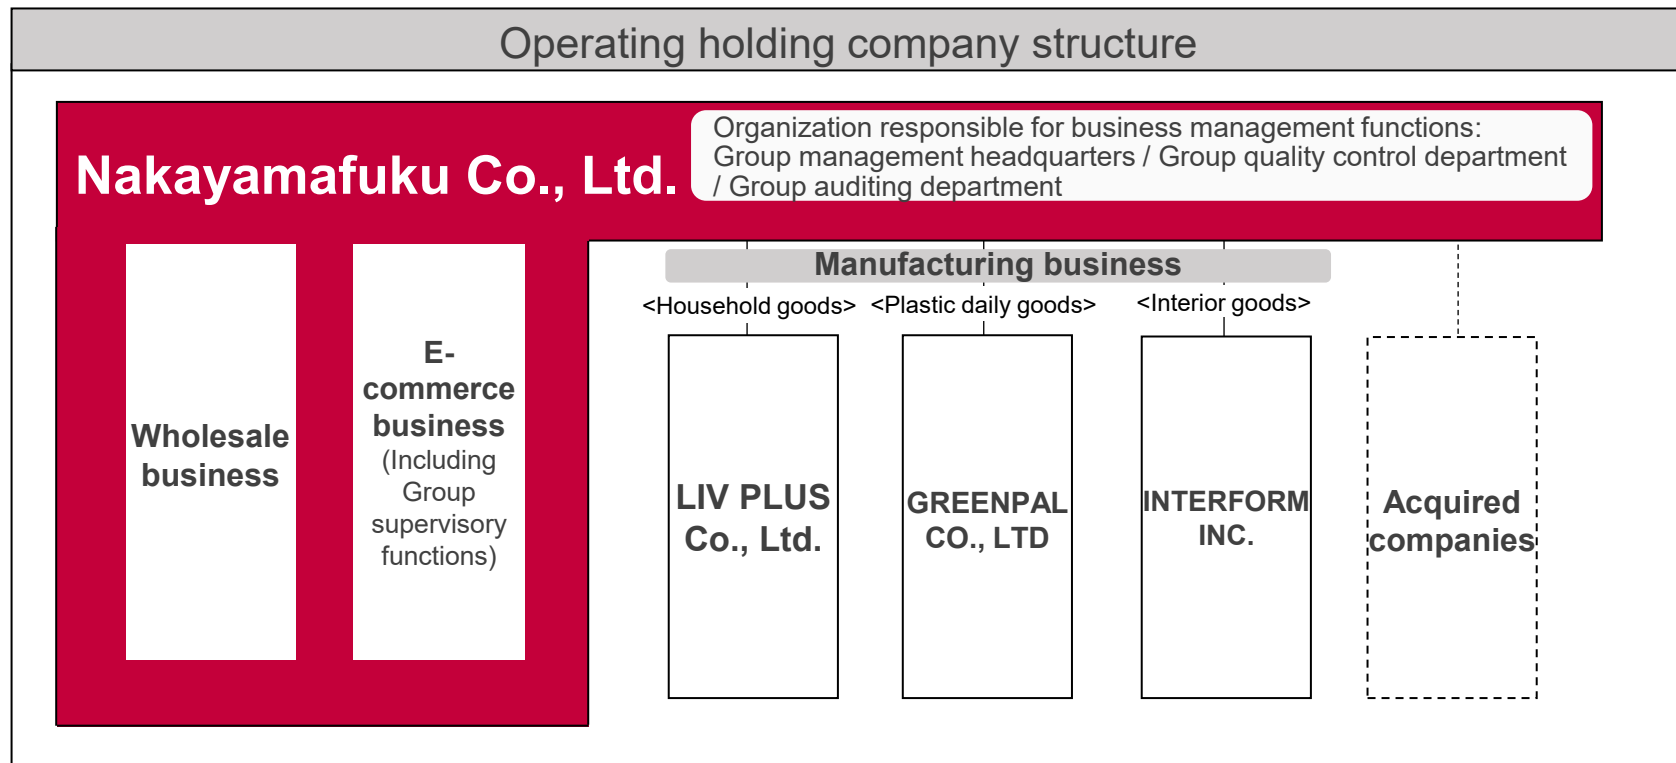 Operating holding company structure
Nakayamafuku Co., Ltd.
Organization responsible for business management functions:
Group management headquarters / Group quality control department
/ Group auditing department
Wholesale
business
E-
commerce
business
(Including
Group
supervisory
functions)
Manufacturing business
<Household goods>
<Plastic daily goods>
<Interior goods>
LIV PLUS
Co., Ltd.
GREENPAL
CO., LTD
INTERFORM
INC.
Acquired
companies